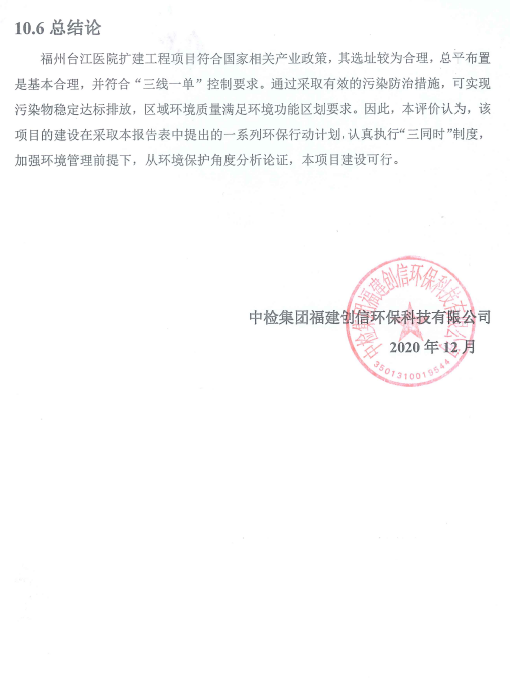 10.6 总结论
福州台江医院扩建工程项目符合国家相关产业政策，其选址较为合理，总平布置
是基本合理，并符合“三线一单”控制要求。通过采取有效的污染防治措施，可实现
污染物稳定达标排放，区域环境质量满足环境功能区划要求。因此，本评价认为，该
项目的建设在采取本报告表中提出的一系列环保行动计划，认真执行“三同时”制度，
加强环境管理前提下，从环境保护角度分析论证，本项目建设可行。
中检集团福建创信环保科技有限公司
中检集团福建创信环保科技有限公司
2020 年 12 月
3501310019544